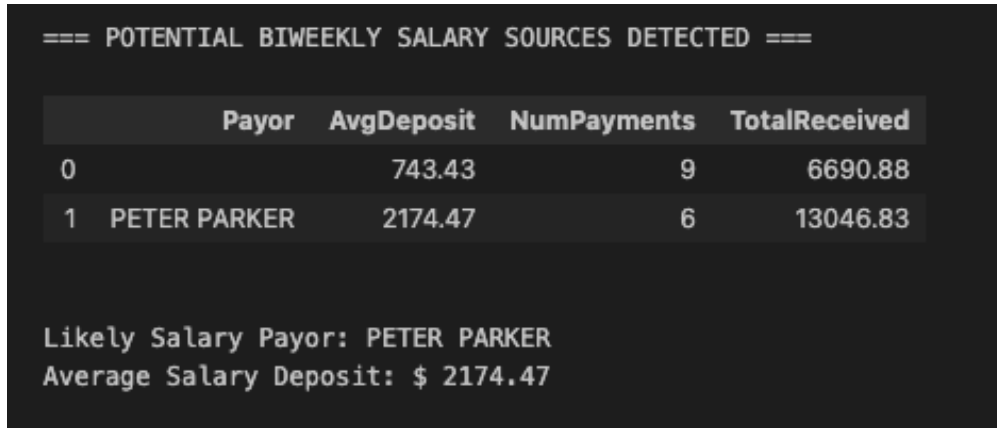 === POTENTIAL BIWEEKLY SALARY SOURCES DETECTED ===
Payor AvgDeposit NumPayments TotalReceived
0 743.43 9 6690.88
1 PETER PARKER 2174.47 6 13046.83
Likely Salary Payor: PETER PARKER
Average Salary Deposit: $ 2174.47